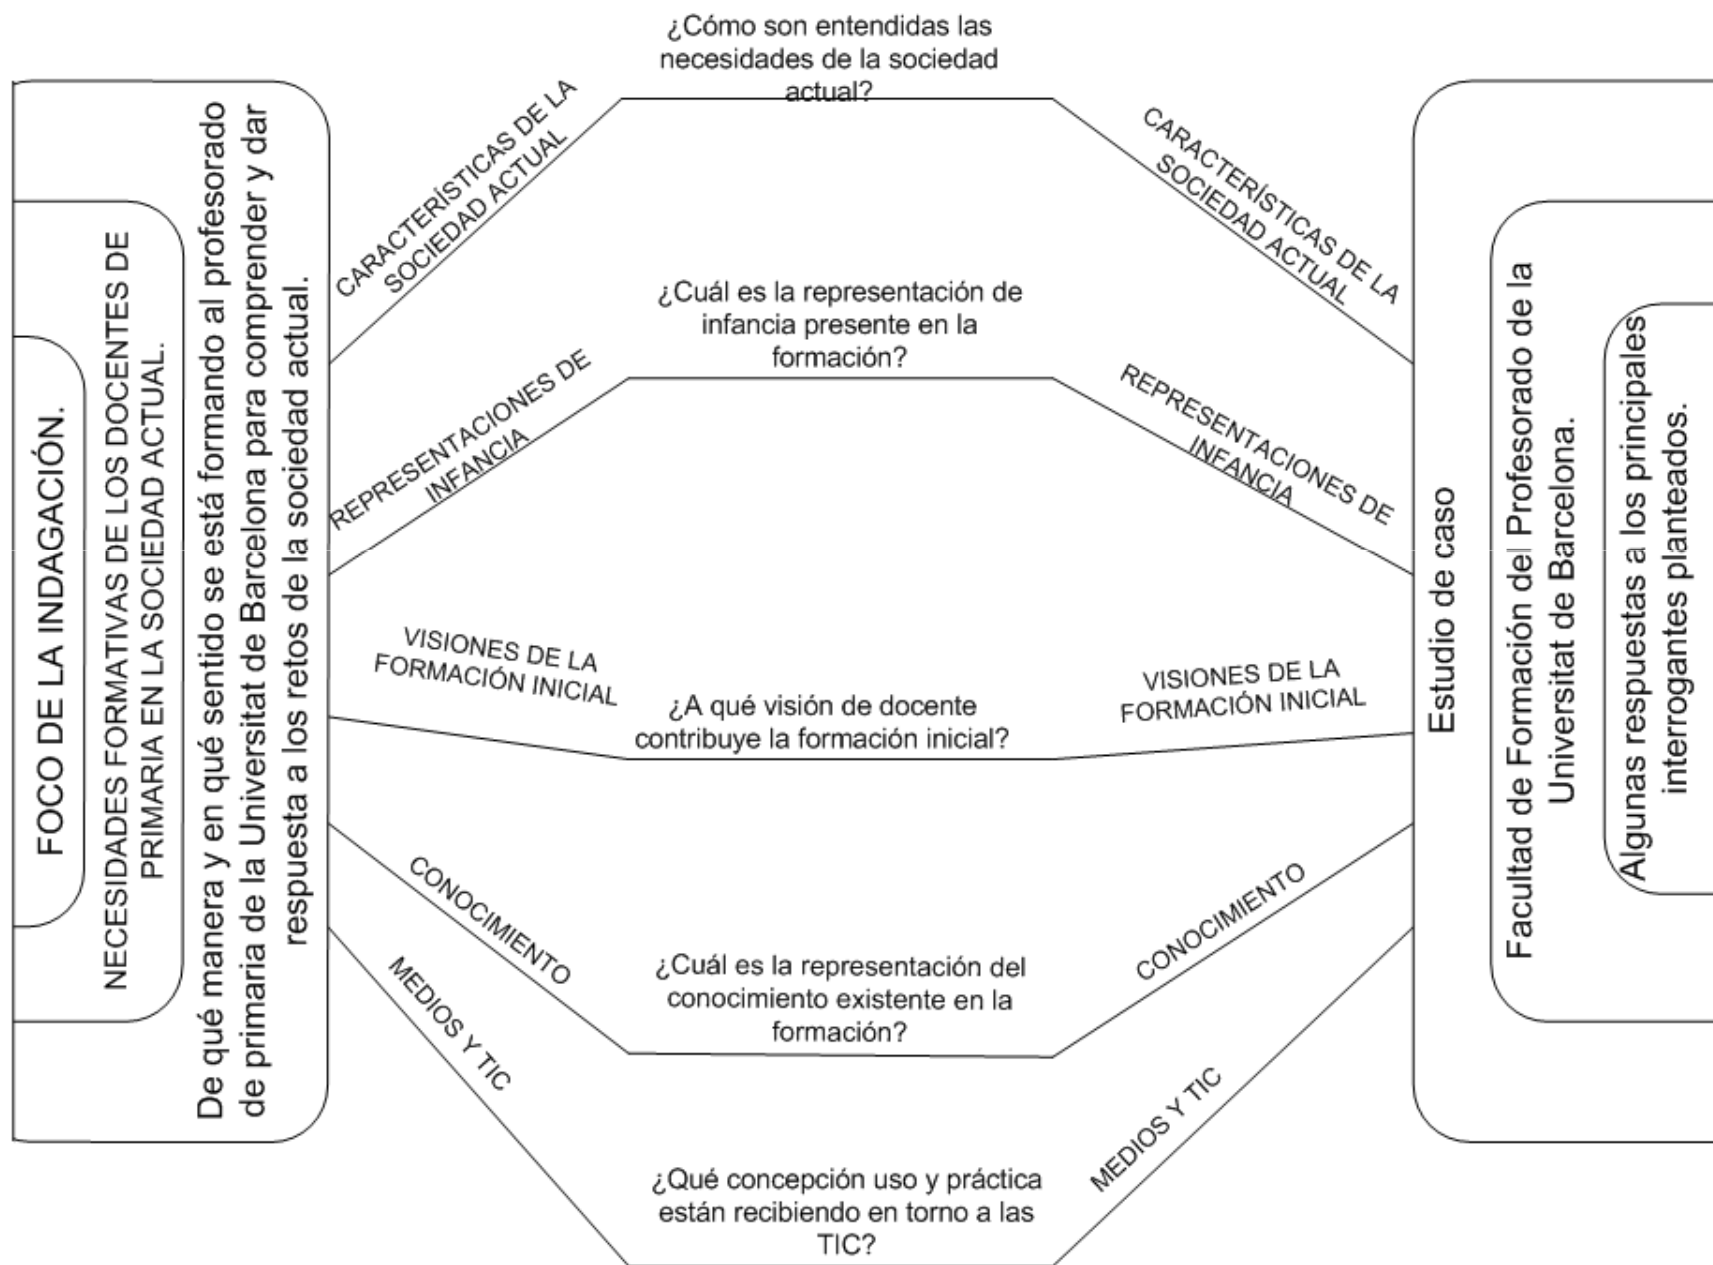 FOCO DE LA INDAGACIÓN.
NECESIDADES FORMATIVAS DE LOS DOCENTES DE
PRIMARIA EN LA SOCIEDAD ACTUAL.
De qué manera y en qué sentido se está formando al profesorado
de primaria de la Universitat de Barcelona para comprender y dar
respuesta a los retos de la sociedad actual.
CARACTERÍSTICAS DE LA
SOCIEDAD ACTUAL
¿Cómo son entendidas las
necesidades de la sociedad
actual?
CARACTERÍSTICAS DE LA
SOCIEDAD ACTUAL
REPRESENTACIONES DE
INFANCIA
¿Cuál es la representación de
infancia presente en la
formación?
REPRESENTACIONES DE
INFANCIA
VISIONES DE LA
FORMACIÓN INICIAL
¿A qué visión de docente
contribuye la formación inicial?
VISIONES DE LA
FORMACIÓN INICIAL
CONOCIMIENTO
¿Cuál es la representación del
conocimiento existente en la
formación?
CONOCIMIENTO
MEDIOS Y TIC
¿Qué concepción uso y práctica
están recibiendo en torno a las
TIC?
MEDIOS Y TIC
Estudio de caso
Facultad de Formación del Profesorado de la
Universitat de Barcelona.
Algunas respuestas a los principales
interrogantes planteados.